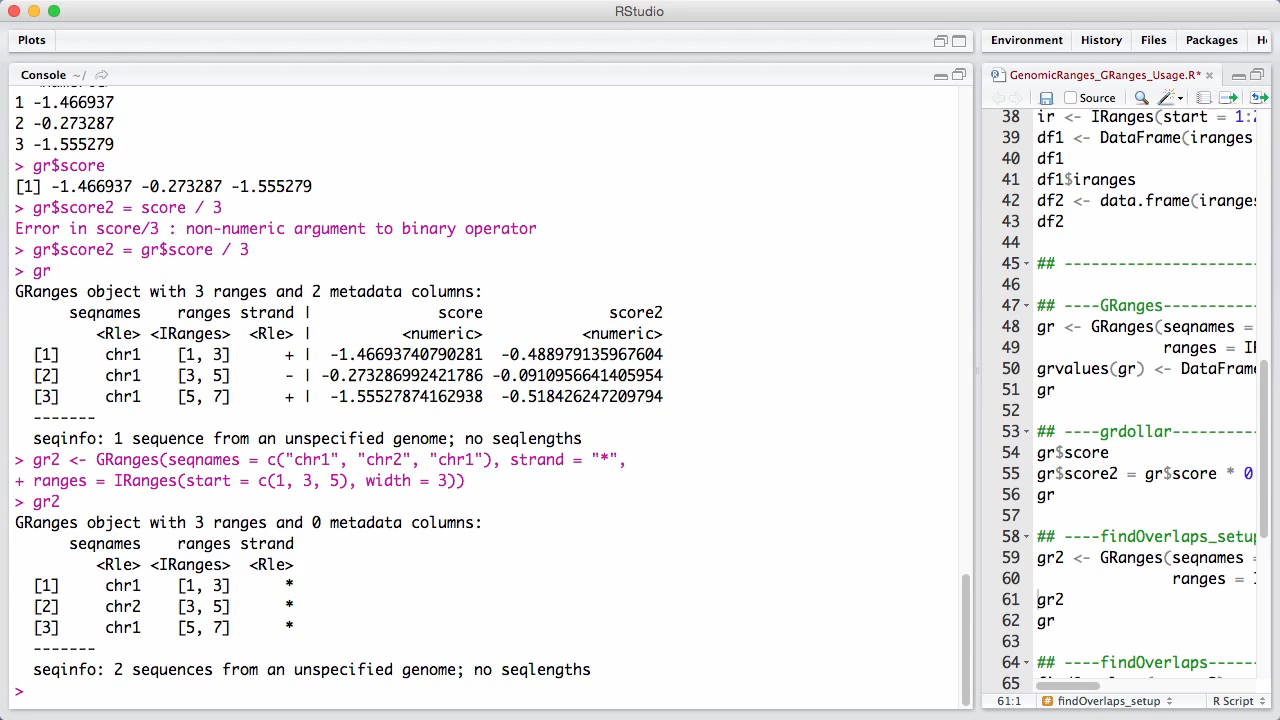 RStudio
Plots
Console ~/
1 -1.466937
2 -0.273287
3 -1.555279
> gr$score
[1] -1.466937 -0.273287 -1.555279
> gr$score2 = score / 3
Error in score/3 : non-numeric argument to binary operator
> gr$score2 = gr$score / 3
> gr
GRanges object with 3 ranges and 2 metadata columns:
seqnames ranges strand | score score2
<Rle> <IRanges> <Rle> | <numeric> <numeric>
[1] chr1 [1, 3] + | -1.46693740790281 -0.488979135967604
[2] chr1 [3, 5] - | -0.273286992421786 -0.0910956641405954
[3] chr1 [5, 7] + | -1.55527874162938 -0.518426247209794
-------
seqinfo: 1 sequence from an unspecified genome; no seqlengths
> gr2 <- GRanges(seqnames = c("chr1", "chr2", "chr1"), strand = "*",
+ ranges = IRanges(start = c(1, 3, 5), width = 3))
> gr2
GRanges object with 3 ranges and 0 metadata columns:
seqnames ranges strand
<Rle> <IRanges> <Rle>
[1] chr1 [1, 3] *
[2] chr2 [3, 5] *
[3] chr1 [5, 7] *
-------
seqinfo: 2 sequences from an unspecified genome; no seqlengths
>
Environment History Files Packages
GenomicRanges_GRanges_Usage.R*
Source
38 ir <- IRanges(start = 1:
39 df1 <- DataFrame(iranges
40 df1
41 df1$iranges
42 df2 <- data.frame(iranges
43 df2
44
45 ## ---------------------
46
47 ## ----GRanges----------
48 gr <- GRanges(seqnames =
49 ranges = IR
50 grvalues(gr) <- DataFrame
51 gr
52
53 ## ----grdollar---------
54 gr$score
55 gr$score2 = gr$score * 0
56 gr
57
58 ## ----findOverlaps_setup
59 gr2 <- GRanges(seqnames =
60 ranges = I
61 gr2
62 gr
63
64 ## ----findOverlaps-----
65
61:1 findOverlaps_setup R Script